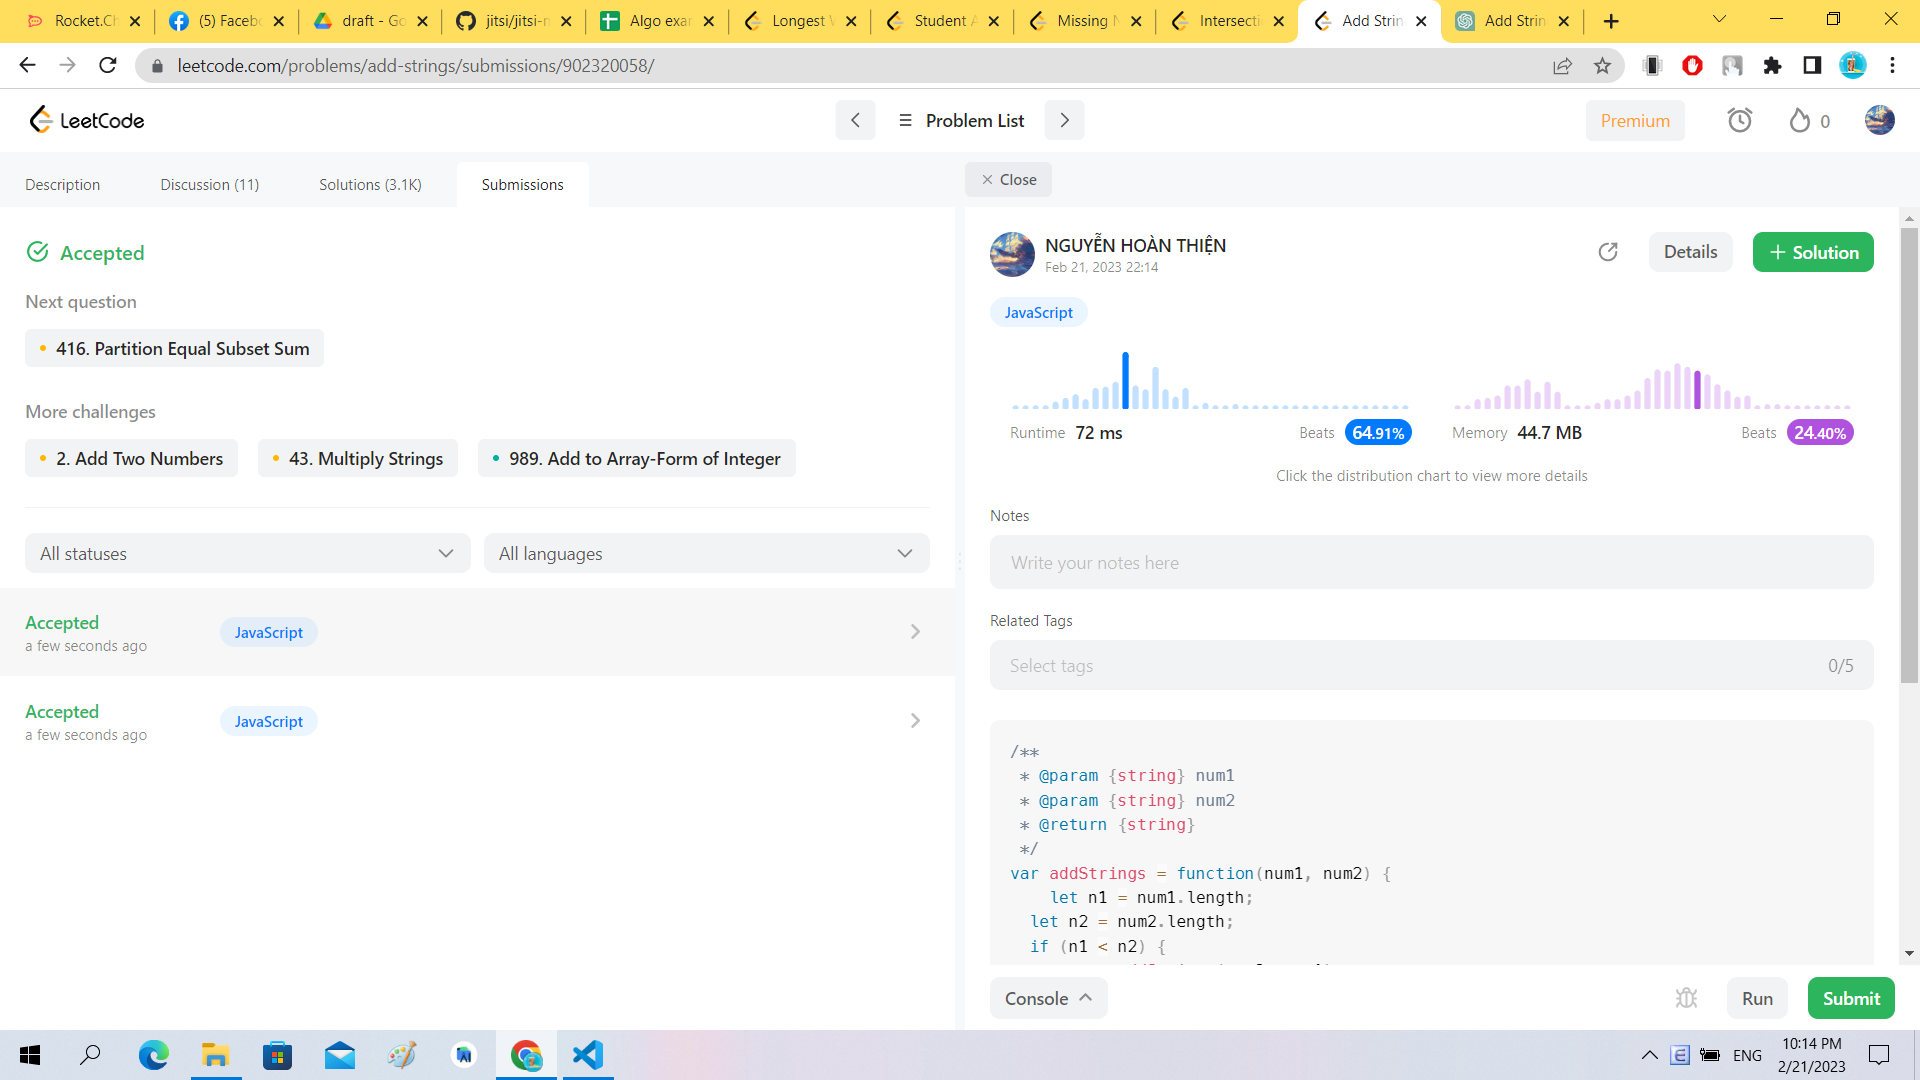 Rocket.Ch
(5) Faceb
draft - Go
jitsi/jitsi-m
Algo exa
Longest
Student A
Missing
Intersecti
Add Strin
Add Strin
leetcode.com/problems/add-strings/submissions/902320058/
LeetCode
Problem List
Premium
0
Description
Discussion (11)
Solutions (3.1K)
Submissions
Close
Accepted
Next question
416. Partition Equal Subset Sum
More challenges
2. Add Two Numbers
43. Multiply Strings
989. Add to Array-Form of Integer
All statuses
All languages
Accepted
a few seconds ago
JavaScript
Accepted
a few seconds ago
JavaScript
NGUYỄN HOÀN THIỆN
Feb 21, 2023 22:14
Details
+ Solution
JavaScript
Runtime 72 ms
Beats 64.91%
Memory 44.7 MB
Beats 24.40%
Click the distribution chart to view more details
Notes
Write your notes here
Related Tags
Select tags
0/5
/**
* @param {string} num1
* @param {string} num2
* @return {string}
*/
var addStrings = function(num1, num2) {
let n1 = num1.length;
let n2 = num2.length;
if (n1 < n2) {
Console
Run
Submit
ENG
10:14 PM
2/21/2023